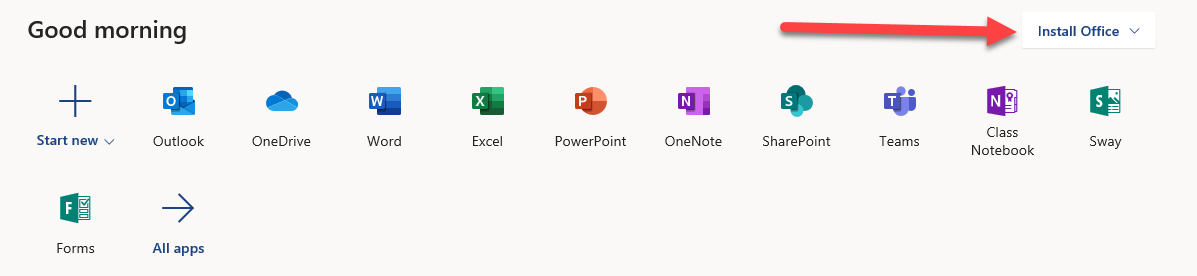 Good morning
Install Office
Start new
Outlook
OneDrive
Word
Excel
PowerPoint
OneNote
SharePoint
Teams
Class
Notebook
Sway
Forms
All apps